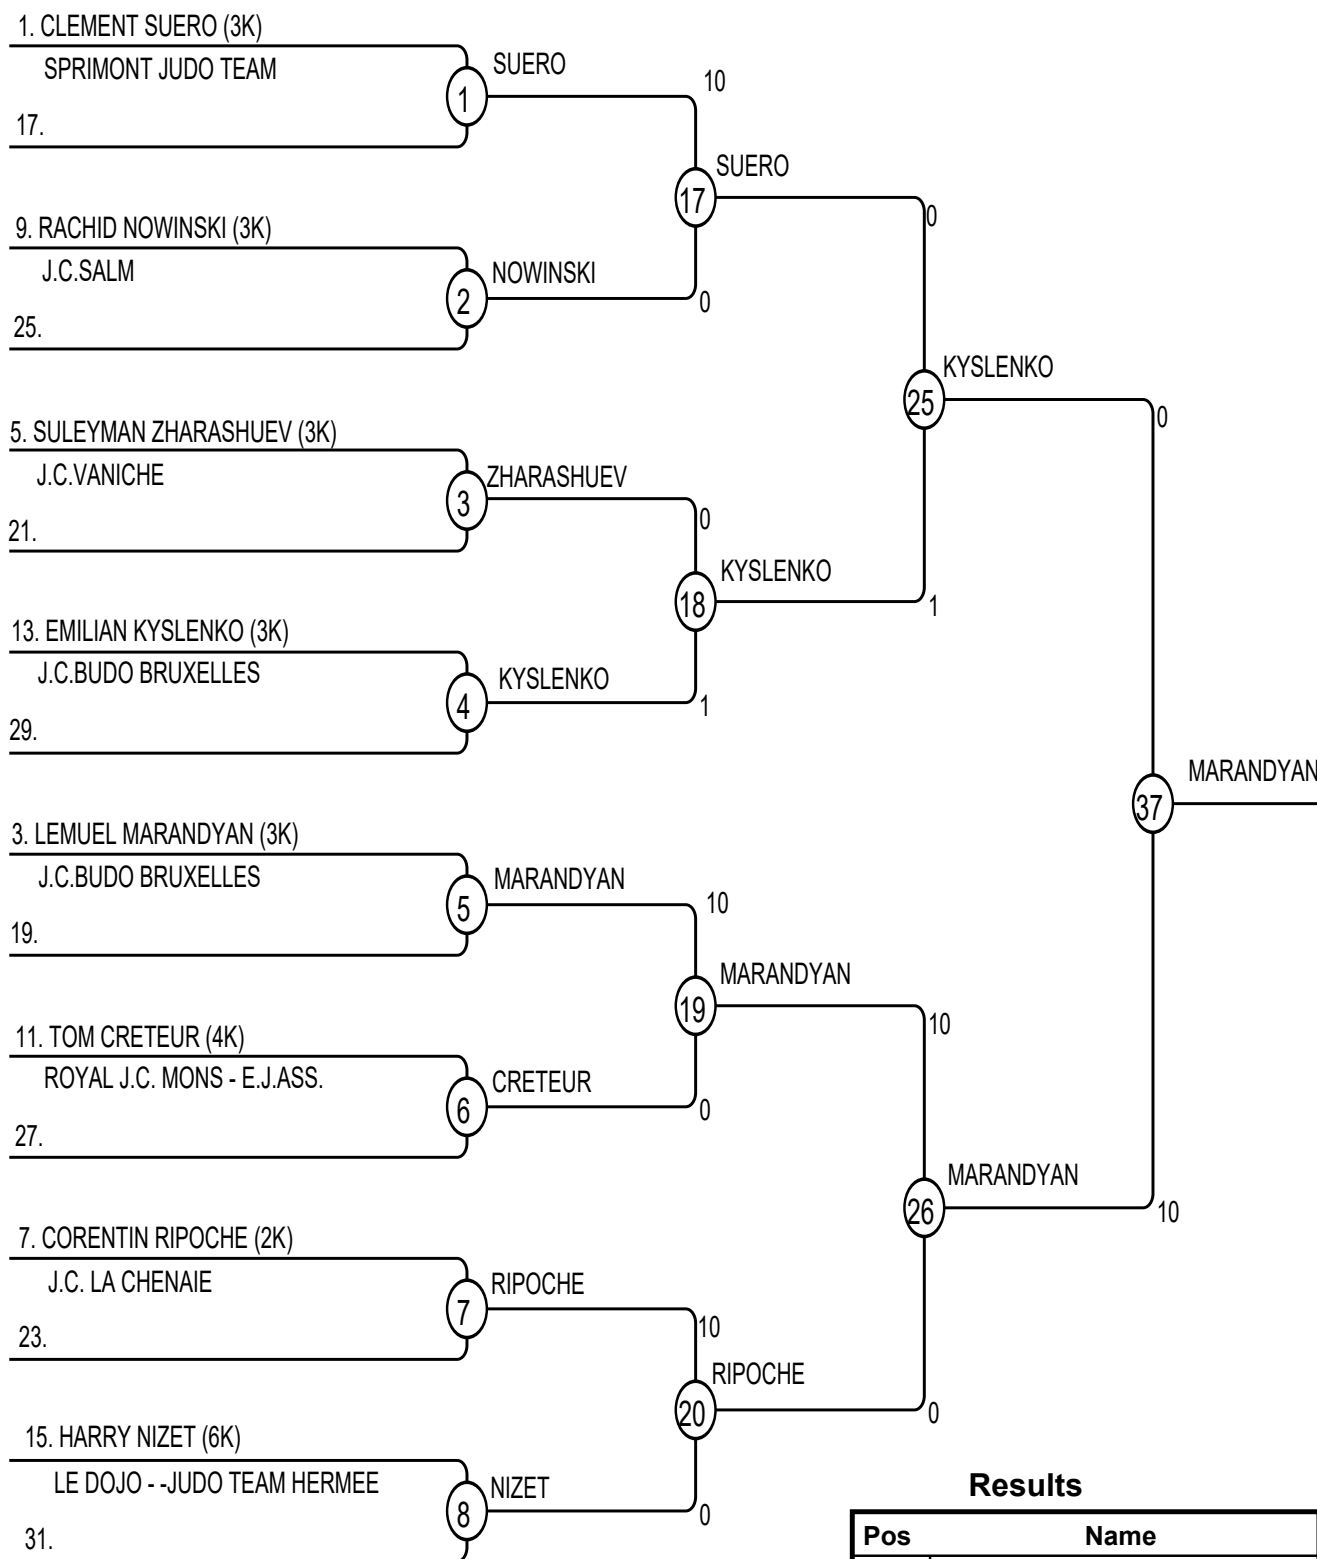 1. CLEMENT SUERO (3K)
SPRIMONT JUDO TEAM
17.
1
SUERO
10
17
SUERO
0
9. RACHID NOWINSKI (3K)
J.C.SALM
25.
2
NOWINSKI
0
25
KYSLENKO
0
5. SULEYMAN ZHARASHUEV (3K)
J.C.VANICHE
21.
3
ZHARASHUEV
0
18
KYSLENKO
1
13. EMILIAN KYSLENKO (3K)
J.C.BUDO BRUXELLES
29.
4
KYSLENKO
1
37
MARANDYAN
3. LEMUEL MARANDYAN (3K)
J.C.BUDO BRUXELLES
19.
5
MARANDYAN
10
19
MARANDYAN
10
11. TOM CRETEUR (4K)
ROYAL J.C. MONS - E.J.ASS.
27.
6
CRETEUR
0
26
MARANDYAN
10
7. CORENTIN RIPOCHE (2K)
J.C. LA CHENAIE
23.
7
RIPOCHE
10
20
RIPOCHE
0
15. HARRY NIZET (6K)
LE DOJO - -JUDO TEAM HERMEE
31.
8
NIZET
0
Results
Pos Name